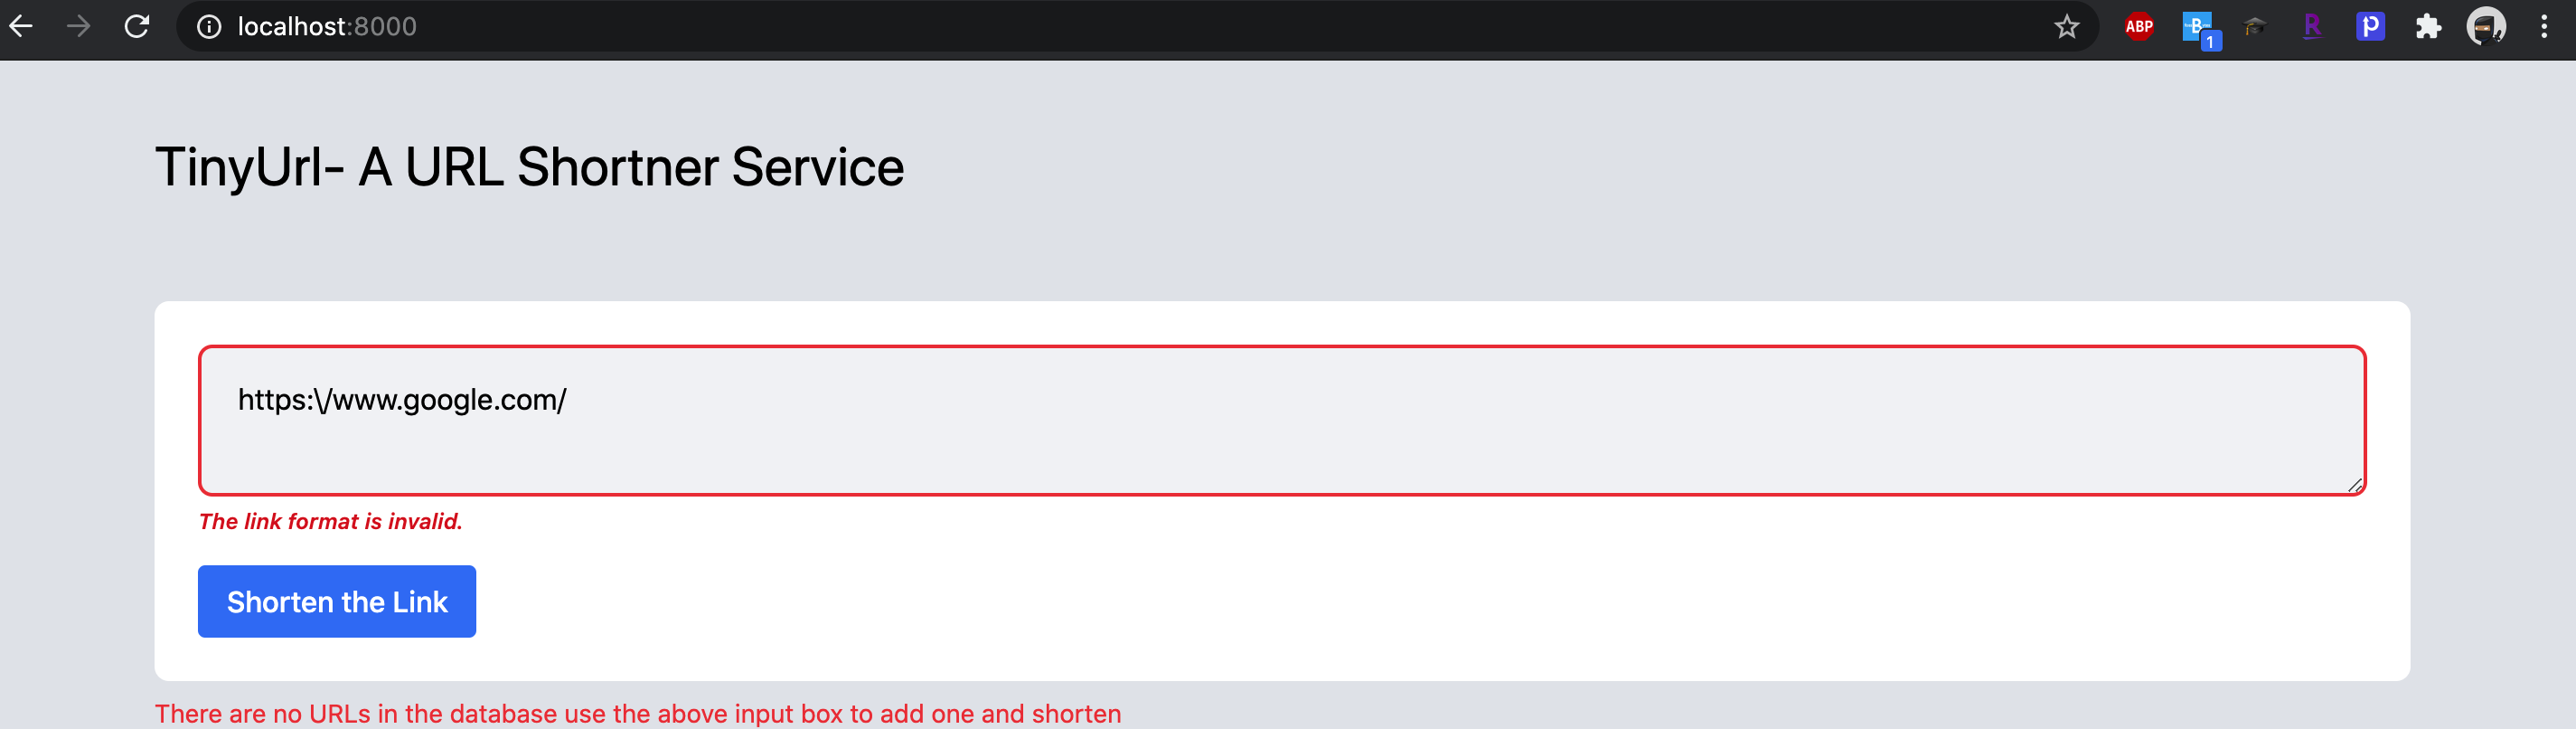 localhost:8000
ABP
B
1
R
p
TinyUrl- A URL Shortner Service
https:\/www.google.com/
The link format is invalid.
Shorten the Link
There are no URLs in the database use the above input box to add one and shorten